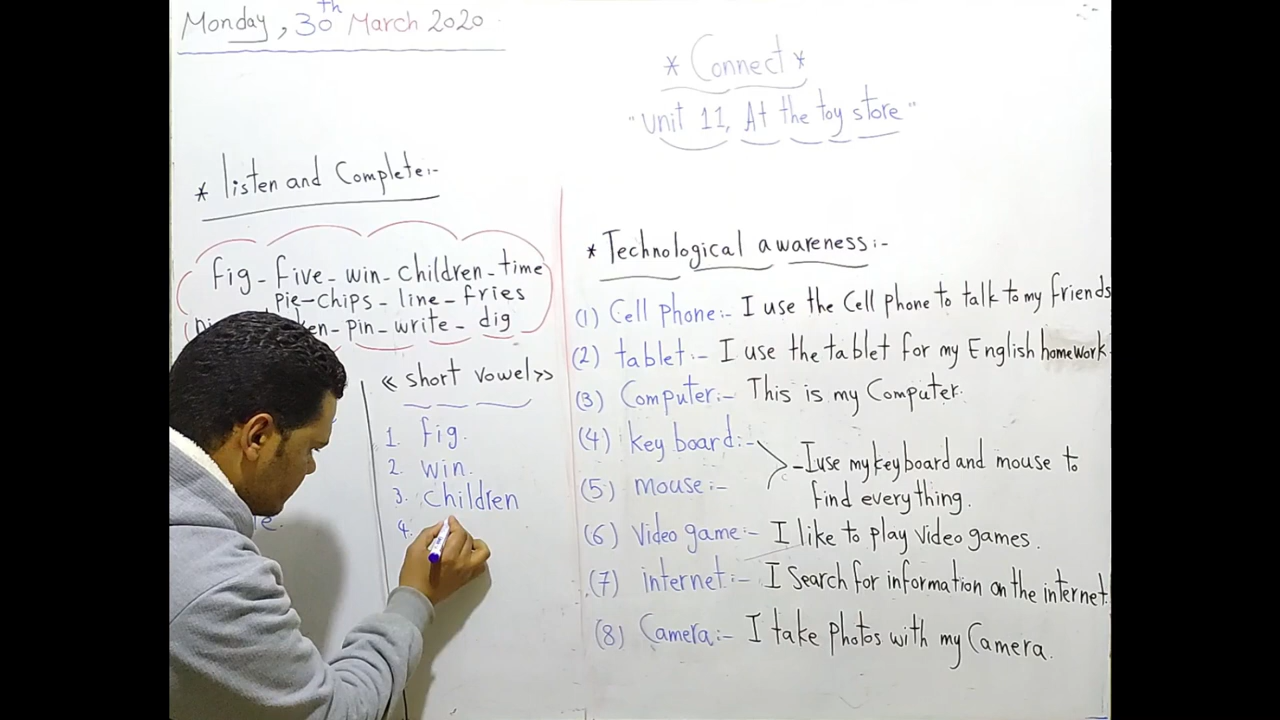 Monday, 30th March 2020
* Connect *
"Unit 11, At the toy store"
* listen and Complete:-
fig - five - win - children - time
pie - chips - line - fries
- pin - write - dig
<< short vowel >>
1. fig.
2. win.
3. children
4.
* Technological awareness:-
(1) Cell phone:- I use the Cell phone to talk to my friends
(2) tablet:- I use the tablet for my English homework.
(3) Computer:- This is my Computer.
(4) key board:-
(5) mouse:-
- I use my keyboard and mouse to
find everything.
(6) Video game:- I like to play video games.
(7) internet:- I Search for information on the internet.
(8) Camera:- I take Photos with my Camera.